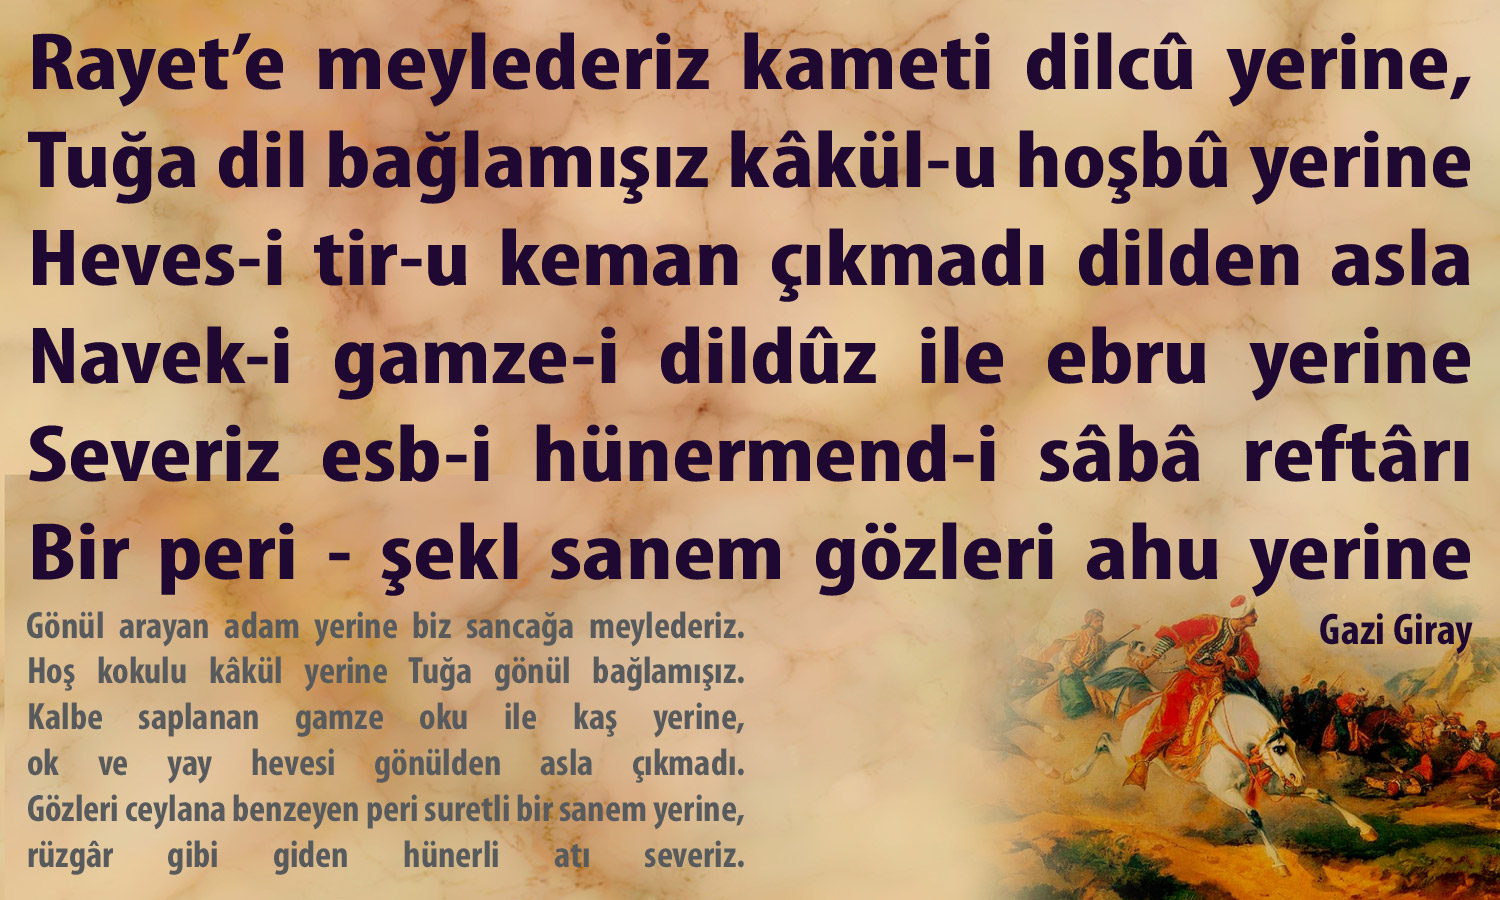 Rayet’e meylederiz kameti dilcû yerine,
Tuğa dil bağlamışız kâkül-u hoşbû yerine
Heves-i tir-u keman çıkmadı dilden asla
Navek-i gamze-i dildûz ile ebru yerine
Severiz esb-i hünermend-i sâbâ reftârı
Bir peri - şekl sanem gözleri ahu yerine
Gazi Giray
Gönül arayan adam yerine biz sancağa meylederiz.
Hoş kokulu kâkül yerine Tuğa gönül bağlamışız.
Kalbe saplanan gamze oku ile kaş yerine,
ok ve yay hevesi gönülden asla çıkmadı.
Gözleri ceylana benzeyen peri suretli bir sanem yerine,
rüzgâr gibi giden hünerli atı severiz.